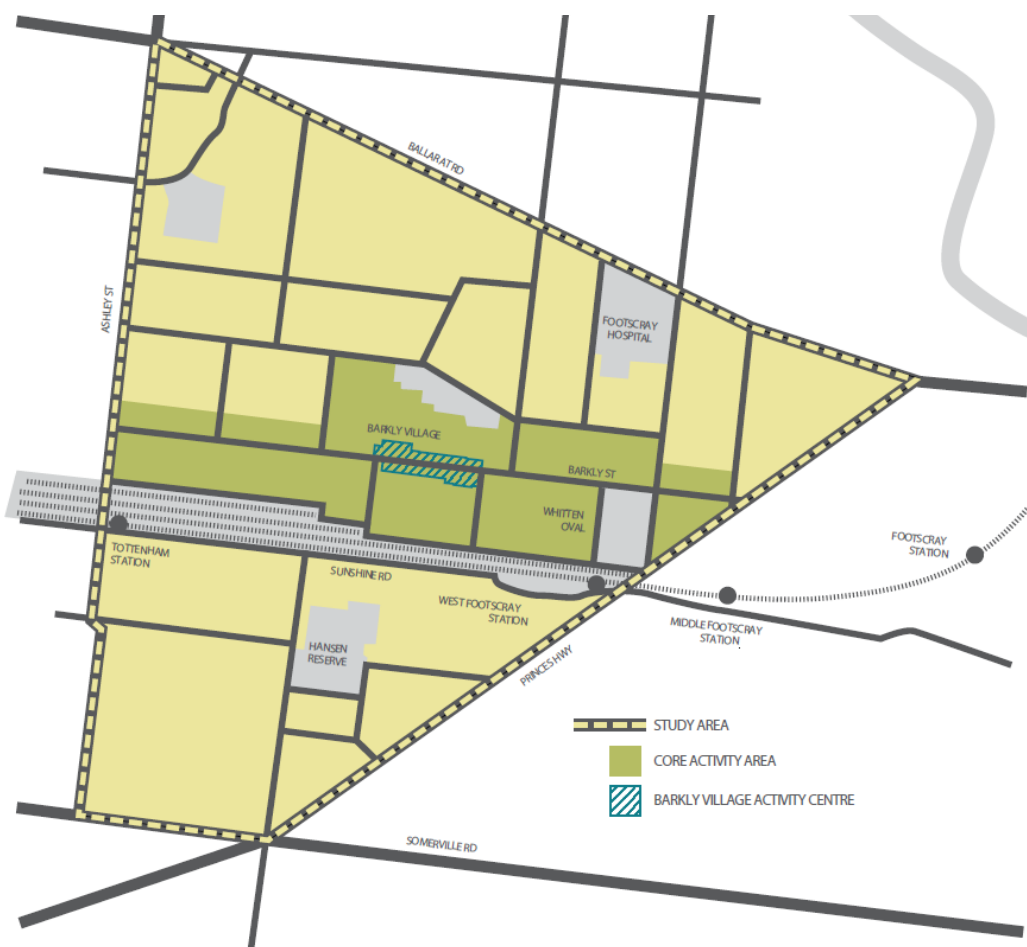 BALLARAT RD
ASHLEY ST
FOOTSCRAY
HOSPITAL
BARKLY VILLAGE
BARKLY ST
WHITTEN
OVAL
FOOTSCRAY
STATION
TOTTENHAM
STATION
SUNSHINE RD
WEST FOOTSCRAY
STATION
MIDDLE FOOTSCRAY
STATION
HANSEN
RESERVE
PRINCES HWY
STUDY AREA
CORE ACTIVITY AREA
BARKLY VILLAGE ACTIVITY CENTRE
SOMERVILLE RD